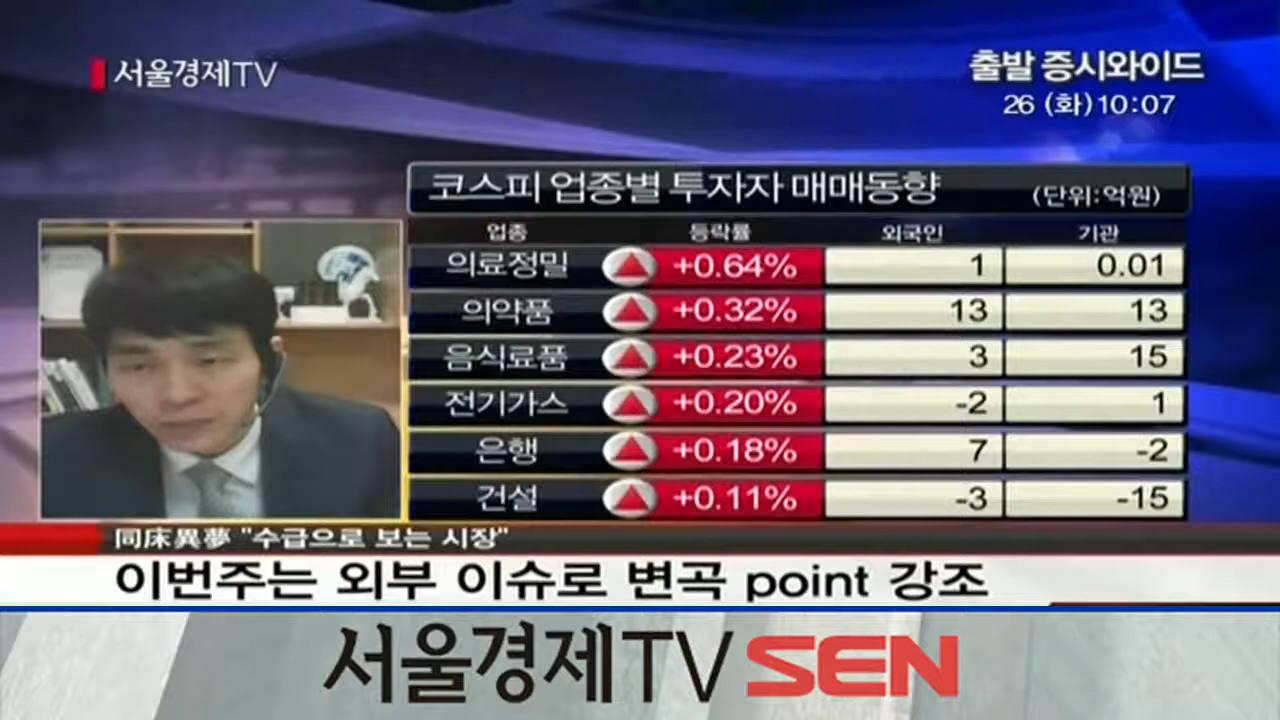 서울경제TV
출발 증시와이드
26 (화) 10:07
코스피 업종별 투자자 매매동향 (단위:억원)
업종 등락률 외국인 기관
의료정밀 +0.64% 1 0.01
의약품 +0.32% 13 13
음식료품 +0.23% 3 15
전기가스 +0.20% -2 1
은행 +0.18% 7 -2
건설 +0.11% -3 -15
同床異夢 "수급으로 보는 시장"
이번주는 외부 이슈로 변곡 point 강조
서울경제TV SEN